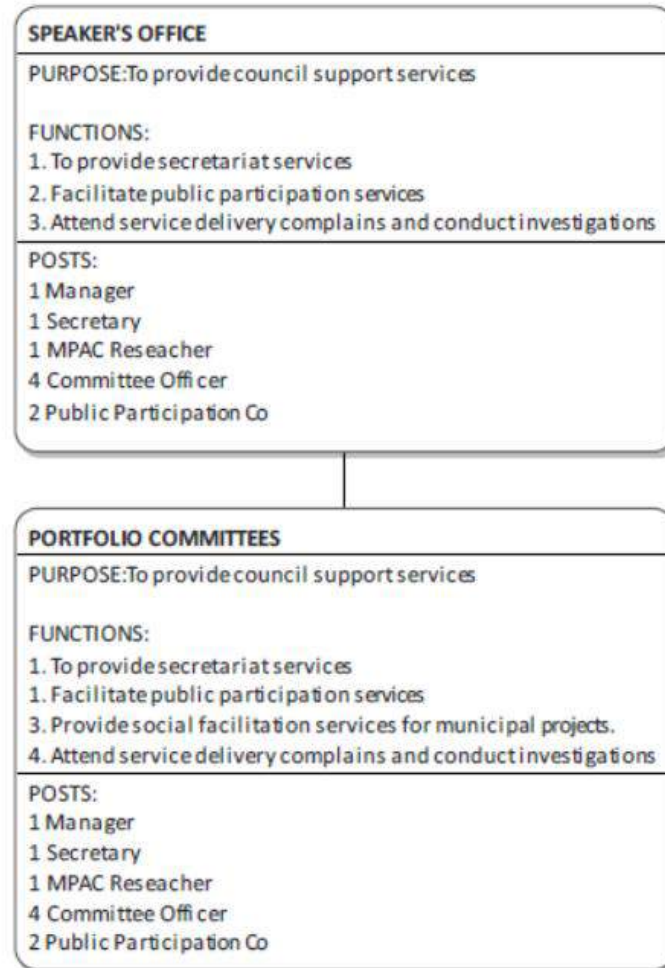 SPEAKER'S OFFICE
PURPOSE:To provide council support services
FUNCTIONS:
1. To provide secretariat services
2. Facilitate public participation services
3. Attend service delivery complains and conduct investigations
POSTS:
1 Manager
1 Secretary
1 MPAC Reseacher
4 Committee Officer
2 Public Participation Co
PORTFOLIO COMMITTEES
PURPOSE:To provide council support services
FUNCTIONS:
1. To provide secretariat services
1. Facilitate public participation services
3. Provide social facilitation services for municipal projects.
4. Attend service delivery complains and conduct investigations
POSTS:
1 Manager
1 Secretary
1 MPAC Reseacher
4 Committee Officer
2 Public Participation Co